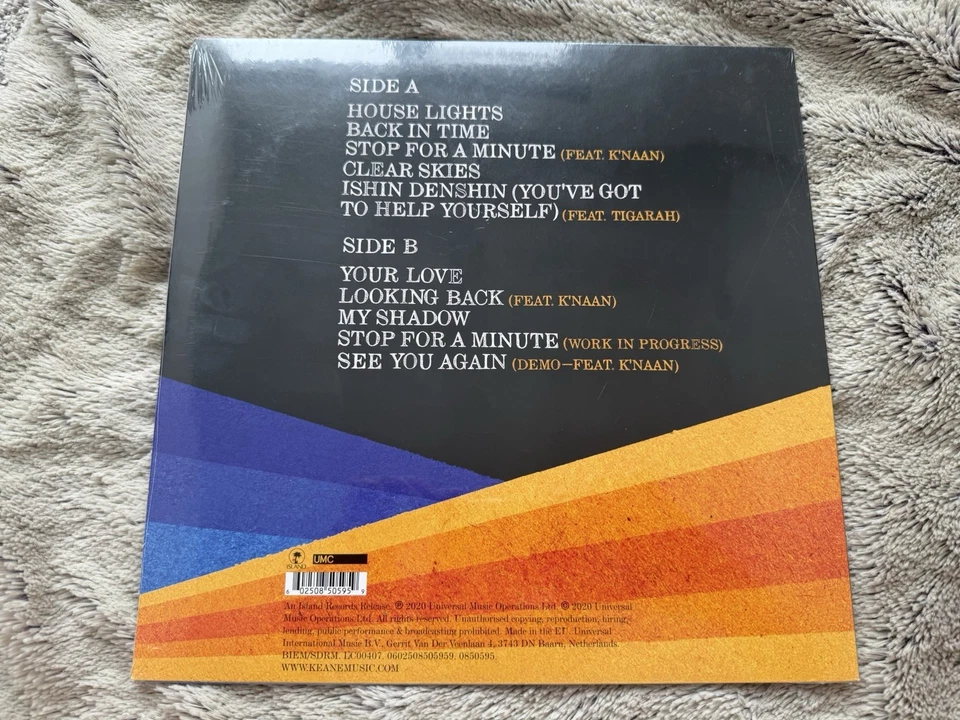 SIDE A
HOUSE LIGHTS
BACK IN TIME
STOP FOR A MINUTE (FEAT. K'NAAN)
CLEAR SKIES
ISHIN DENSHIN (YOU'VE GOT
TO HELP YOURSELF) (FEAT. TIGARAH)
SIDE B
YOUR LOVE
LOOKING BACK (FEAT. K'NAAN)
MY SHADOW
STOP FOR A MINUTE (WORK IN PROGRESS)
SEE YOU AGAIN (DEMO—FEAT. K'NAAN)
ISLAND UMC
6 02508 50595 9
An Island Records Release. ℗ 2020 Universal Music Operations Ltd. © 2020 Universal
Music Operations Ltd. All rights reserved. Unauthorised copying, reproduction, hiring,
lending, public performance & broadcasting prohibited. Made in the EU. Universal
International Music B.V., Gerrit Van Der Veenlaan 4, 3743 DN Baarn, Netherlands.
BIEM/SDRM. LC00407. 0602508505959. 0850595.
WWW.KEANEMUSIC.COM